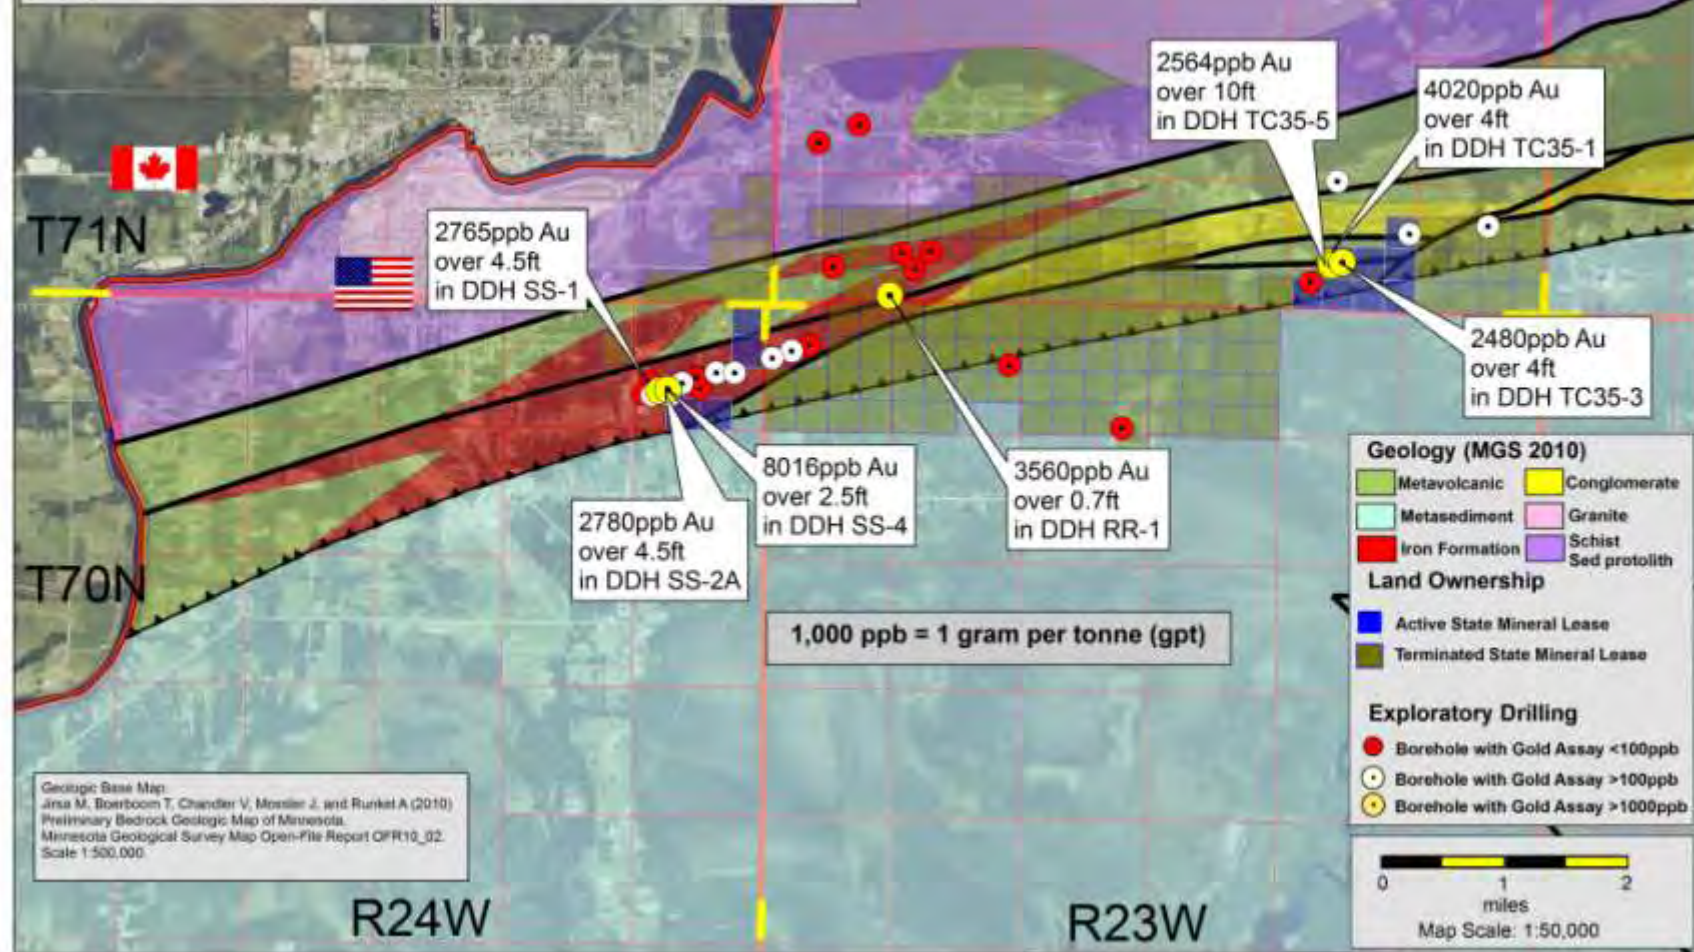 2564ppb Au
over 10ft
in DDH TC35-5
4020ppb Au
over 4ft
in DDH TC35-1
T71N
2765ppb Au
over 4.5ft
in DDH SS-1
2480ppb Au
over 4ft
in DDH TC35-3
8016ppb Au
over 2.5ft
in DDH SS-4
3560ppb Au
over 0.7ft
in DDH RR-1
2780ppb Au
over 4.5ft
in DDH SS-2A
T70N
1,000 ppb = 1 gram per tonne (gpt)
Geology (MGS 2010)
Metavolcanic
Conglomerate
Metasediment
Granite
Iron Formation
Schist
Sed protolith
Land Ownership
Active State Mineral Lease
Terminated State Mineral Lease
Exploratory Drilling
Borehole with Gold Assay <100ppb
Borehole with Gold Assay >100ppb
Borehole with Gold Assay >1000ppb
Geologic Base Map:
Jirsa M, Boerboom T, Chandler V, Mossler J, and Runkel A (2010)
Preliminary Bedrock Geologic Map of Minnesota.
Minnesota Geological Survey Map Open-File Report OFR10_02.
Scale 1:500,000.
R24W
R23W
0 1 2
miles
Map Scale: 1:50,000